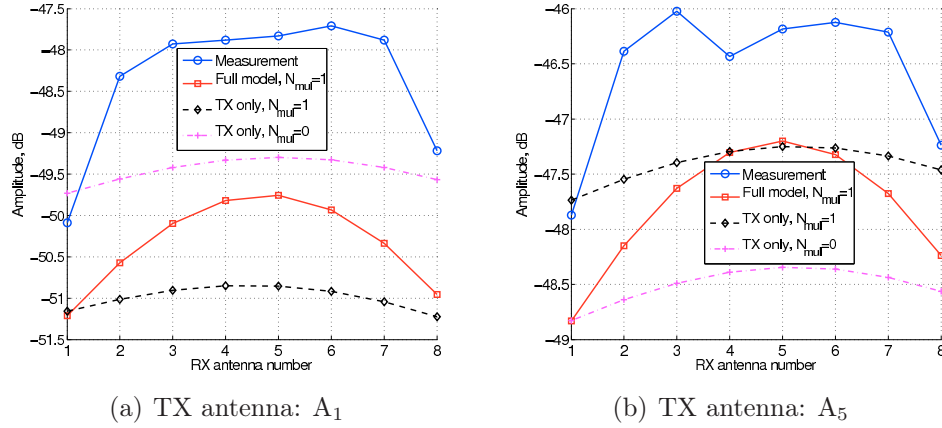 −47.5
−48
−48.5
−49
−49.5
−50
−50.5
−51
−51.5
Amplitude, dB
1 2 3 4 5 6 7 8
RX antenna number
Measurement
Full model, N_mul=1
TX only, N_mul=1
TX only, N_mul=0
(a) TX antenna: A_1
−46
−46.5
−47
−47.5
−48
−48.5
−49
Amplitude, dB
1 2 3 4 5 6 7 8
RX antenna number
Measurement
Full model, N_mul=1
TX only, N_mul=1
TX only, N_mul=0
(b) TX antenna: A_5